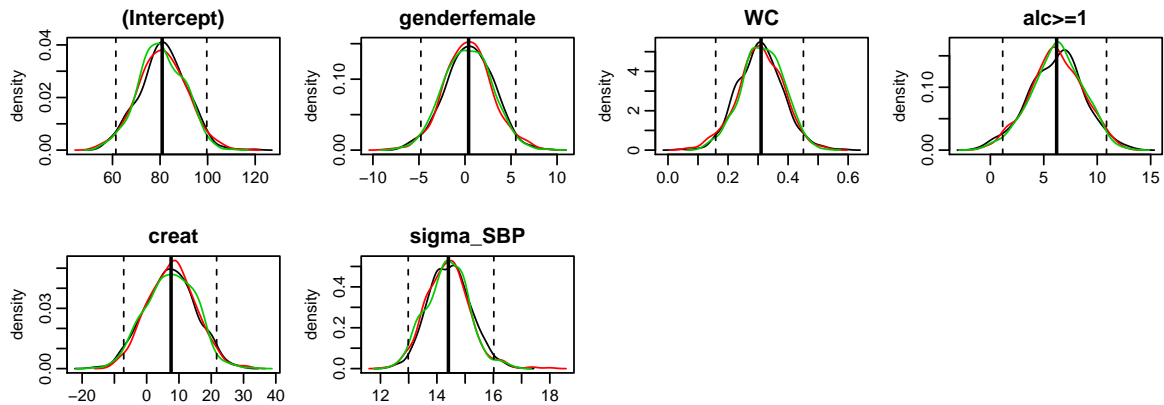 (Intercept)
density
0.00 0.02 0.04
60 80 100 120
genderfemale
density
0.00 0.10
−10 −5 0 5 10
WC
density
0 2 4
0.0 0.2 0.4 0.6
alc>=1
density
0.00 0.10
0 5 10 15
creat
density
0.00 0.03
−20 0 10 20 30 40
sigma_SBP
density
0.0 0.2 0.4
12 14 16 18